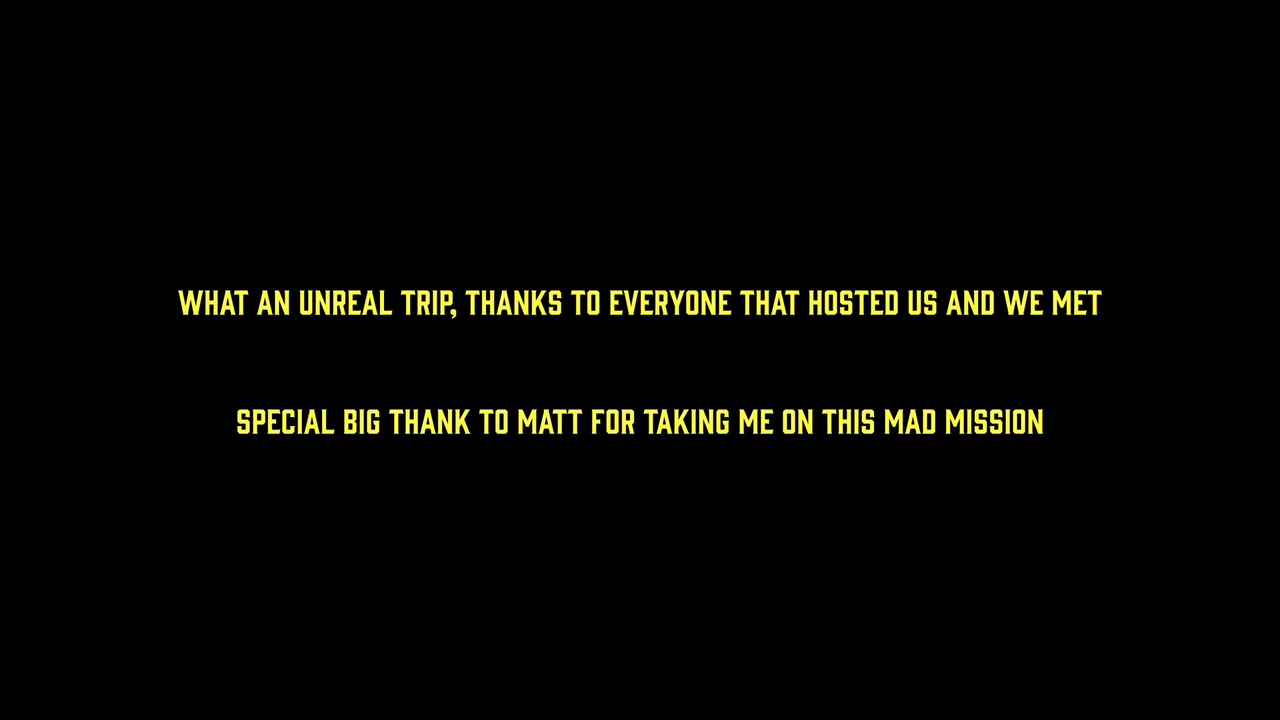 WHAT AN UNREAL TRIP, THANKS TO EVERYONE THAT HOSTED US AND WE MET
SPECIAL BIG THANK TO MATT FOR TAKING ME ON THIS MAD MISSION